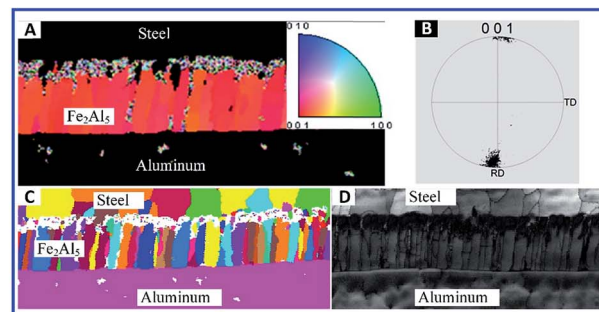 A
Steel
Fe₂Al₅
Aluminum
0 1 0
0 0 1
1 0 0
B
0 0 1
TD
RD
C
Steel
Fe₂Al₅
Aluminum
D
Steel
Aluminum